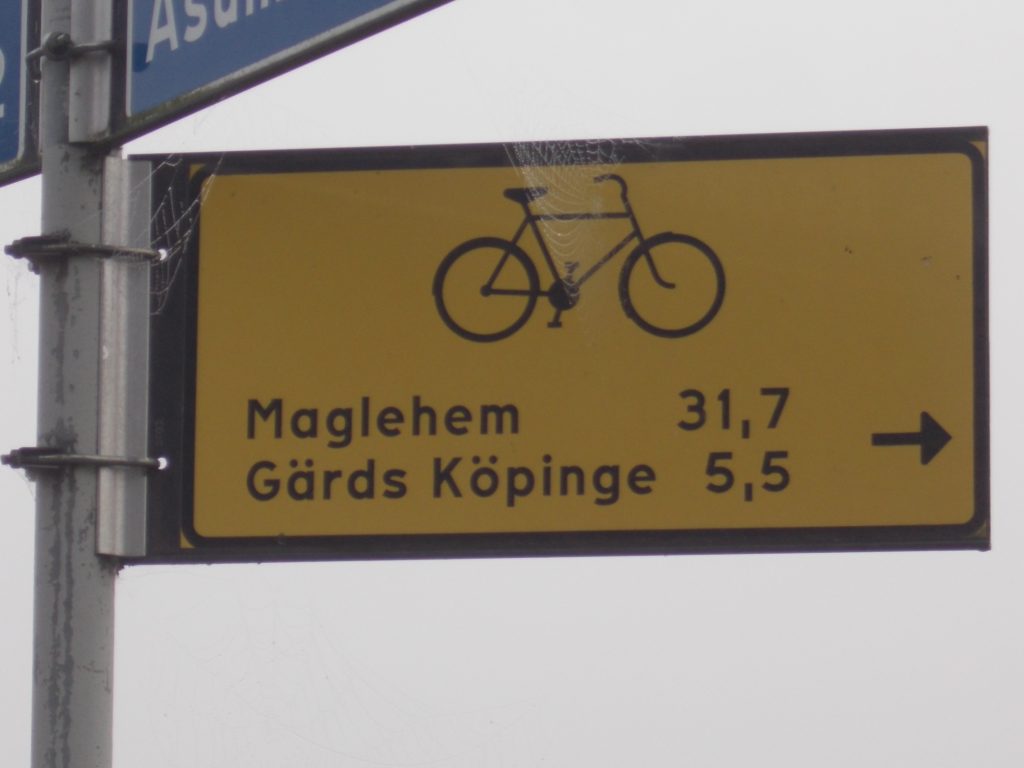 Maglehem 31,7
Gärds Köpinge 5,5